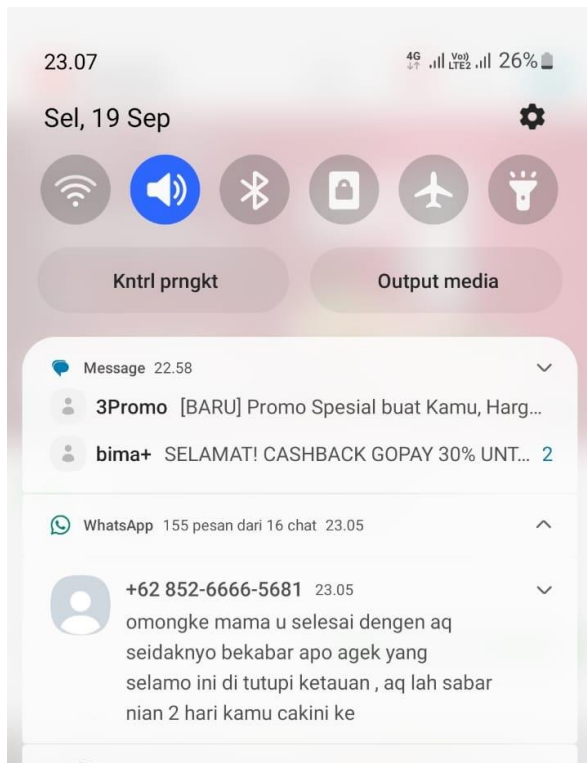 23.07 4G Vo)) LTE2 26%
Sel, 19 Sep
Kntrl prngkt Output media
Message 22.58
3Promo [BARU] Promo Spesial buat Kamu, Harg...
bima+ SELAMAT! CASHBACK GOPAY 30% UNT... 2
WhatsApp 155 pesan dari 16 chat 23.05
+62 852-6666-5681 23.05
omongke mama u selesai dengen aq
seidaknyo bekabar apo agek yang
selamo ini di tutupi ketauan , aq lah sabar
nian 2 hari kamu cakini ke